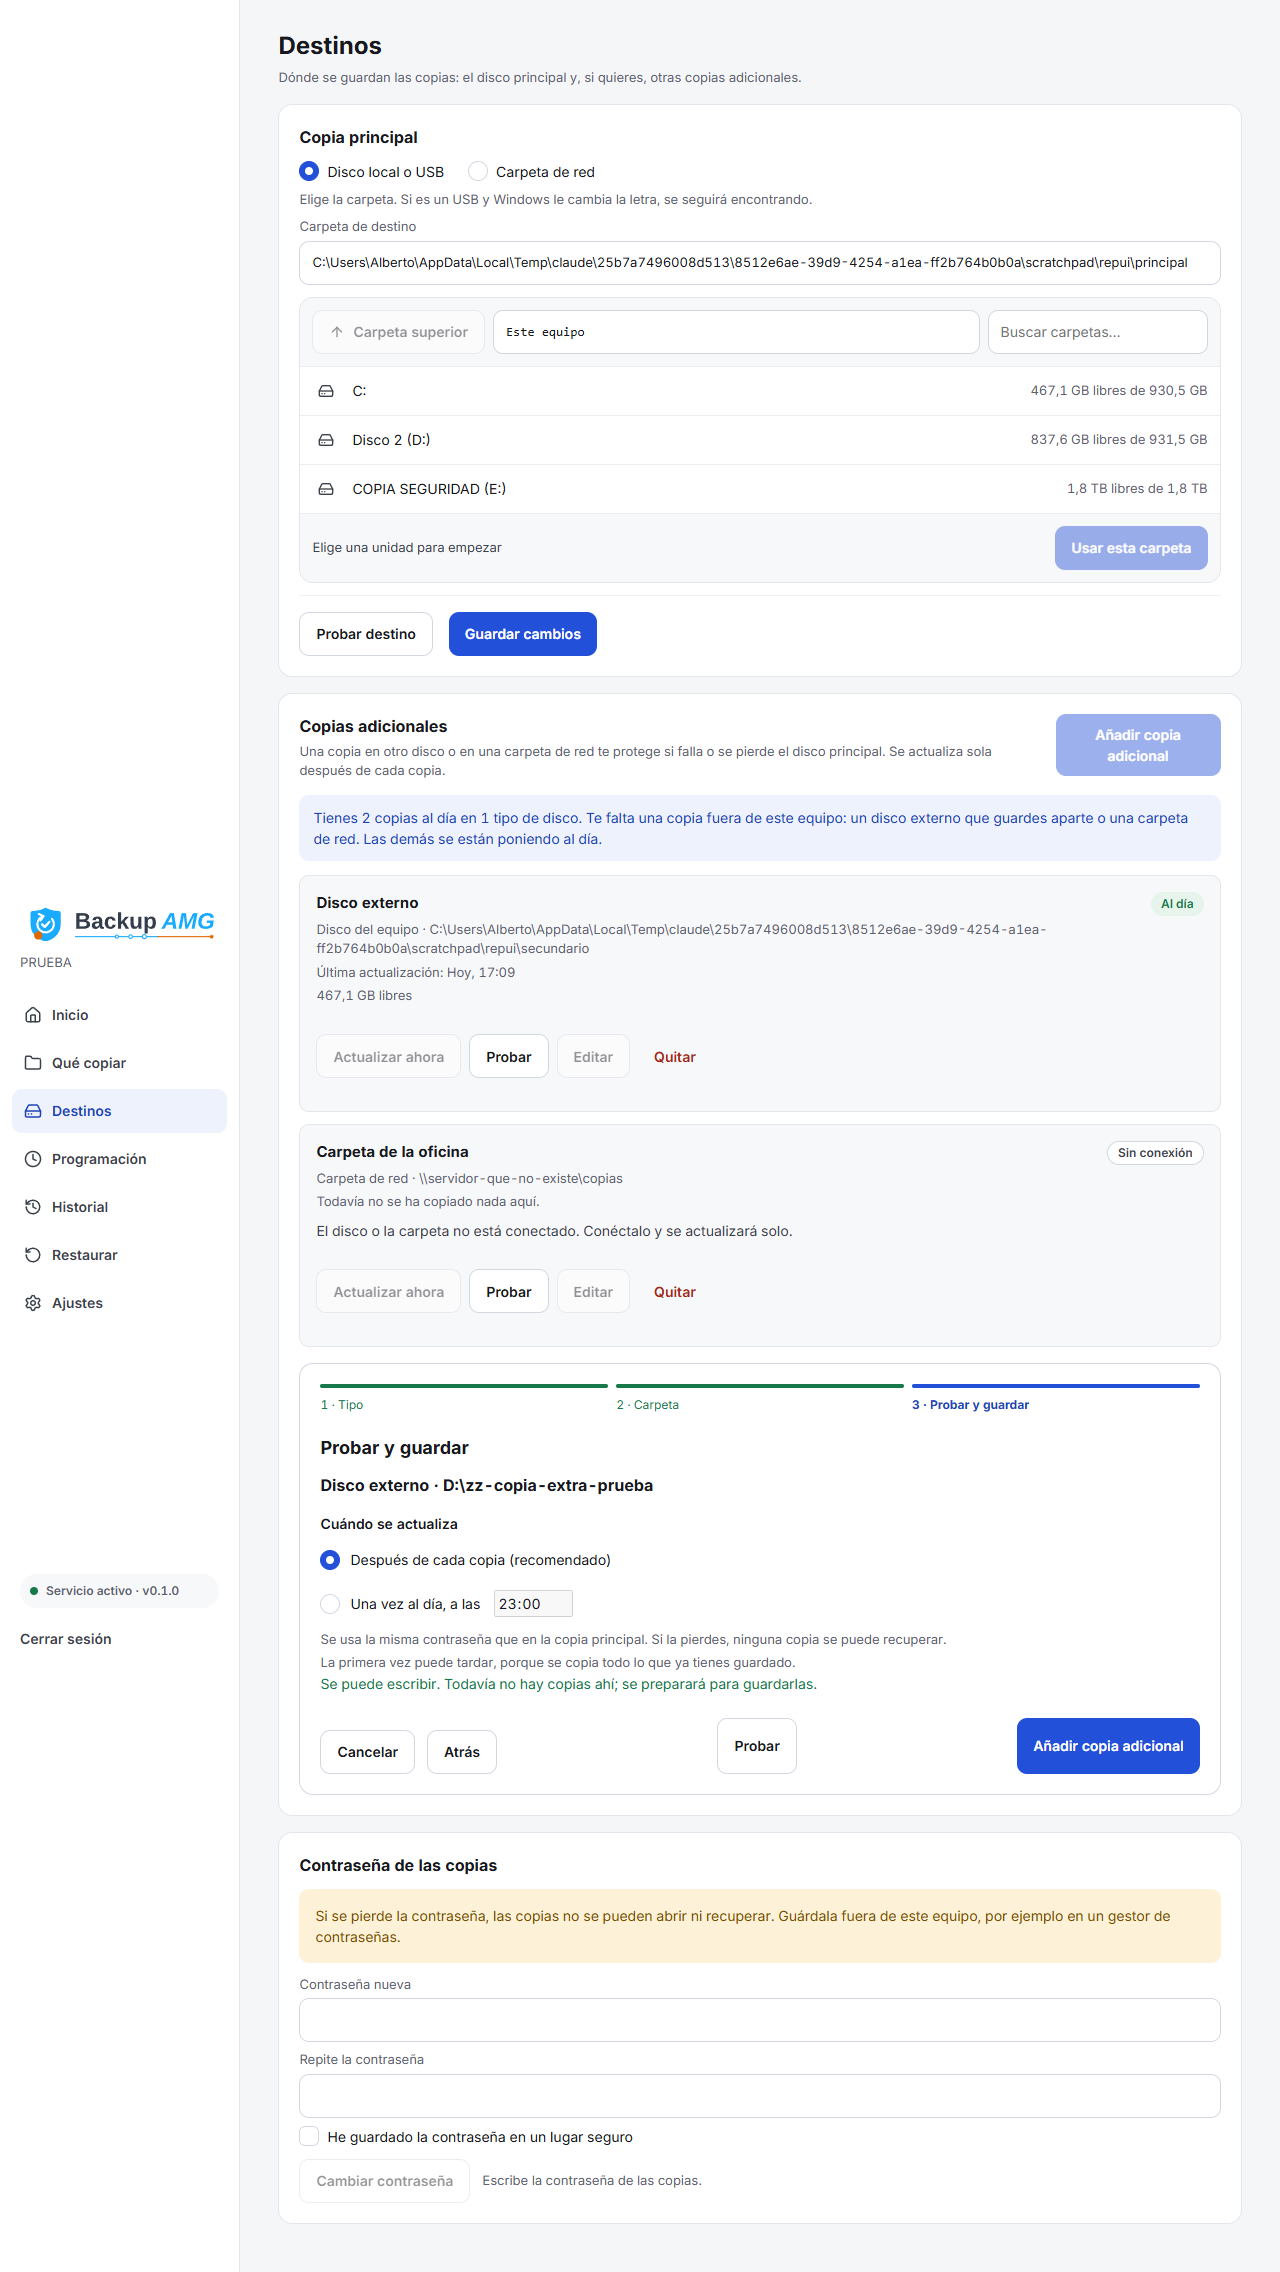 Backup AMG
PRUEBA
Inicio
Qué copiar
Destinos
Programación
Historial
Restaurar
Ajustes
Servicio activo · v0.1.0
Cerrar sesión
Destinos
Dónde se guardan las copias: el disco principal y, si quieres, otras copias adicionales.
Copia principal
Disco local o USB
Carpeta de red
Elige la carpeta. Si es un USB y Windows le cambia la letra, se seguirá encontrando.
Carpeta de destino
C:\Users\Alberto\AppData\Local\Temp\claude\25b7a7496008d513\8512e6ae-39d9-4254-a1ea-ff2b764b0b0a\scratchpad\repui\principal
Carpeta superior
Este equipo
Buscar carpetas...
C:
467,1 GB libres de 930,5 GB
Disco 2 (D:)
837,6 GB libres de 931,5 GB
COPIA SEGURIDAD (E:)
1,8 TB libres de 1,8 TB
Elige una unidad para empezar
Usar esta carpeta
Probar destino
Guardar cambios
Copias adicionales
Una copia en otro disco o en una carpeta de red te protege si falla o se pierde el disco principal. Se actualiza sola
después de cada copia.
Añadir copia
adicional
Tienes 2 copias al día en 1 tipo de disco. Te falta una copia fuera de este equipo: un disco externo que guardes aparte o una carpeta
de red. Las demás se están poniendo al día.
Disco externo
Al día
Disco del equipo · C:\Users\Alberto\AppData\Local\Temp\claude\25b7a7496008d513\8512e6ae-39d9-4254-a1ea-
ff2b764b0b0a\scratchpad\repui\secundario
Última actualización: Hoy, 17:09
467,1 GB libres
Actualizar ahora
Probar
Editar
Quitar
Carpeta de la oficina
Sin conexión
Carpeta de red · \\servidor-que-no-existe\copias
Todavía no se ha copiado nada aquí.
El disco o la carpeta no está conectado. Conéctalo y se actualizará solo.
Actualizar ahora
Probar
Editar
Quitar
1 · Tipo
2 · Carpeta
3 · Probar y guardar
Probar y guardar
Disco externo · D:\zz-copia-extra-prueba
Cuándo se actualiza
Después de cada copia (recomendado)
Una vez al día, a las
23:00
Se usa la misma contraseña que en la copia principal. Si la pierdes, ninguna copia se puede recuperar.
La primera vez puede tardar, porque se copia todo lo que ya tienes guardado.
Se puede escribir. Todavía no hay copias ahí; se preparará para guardarlas.
Cancelar
Atrás
Probar
Añadir copia adicional
Contraseña de las copias
Si se pierde la contraseña, las copias no se pueden abrir ni recuperar. Guárdala fuera de este equipo, por ejemplo en un gestor de
contraseñas.
Contraseña nueva
Repite la contraseña
He guardado la contraseña en un lugar seguro
Cambiar contraseña
Escribe la contraseña de las copias.